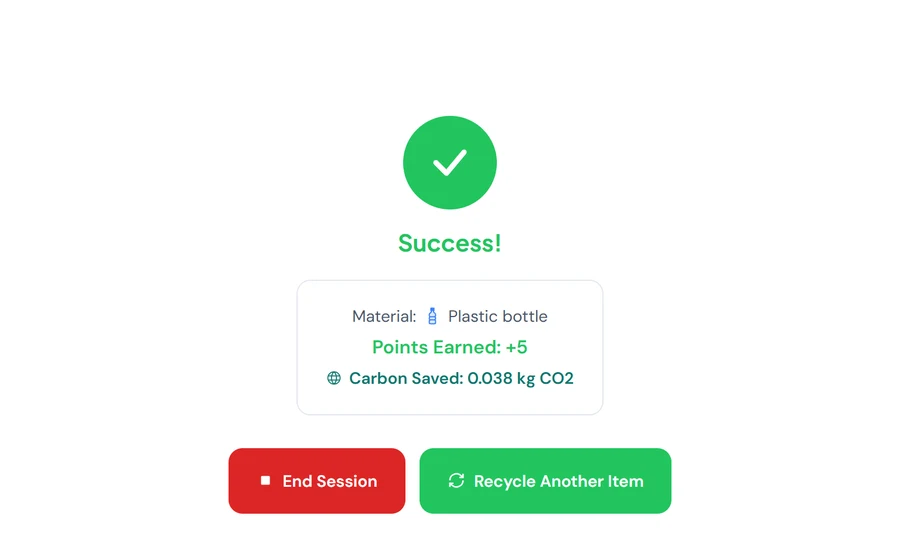 Success!
Material: Plastic bottle
Points Earned: +5
Carbon Saved: 0.038 kg CO2
End Session
Recycle Another Item